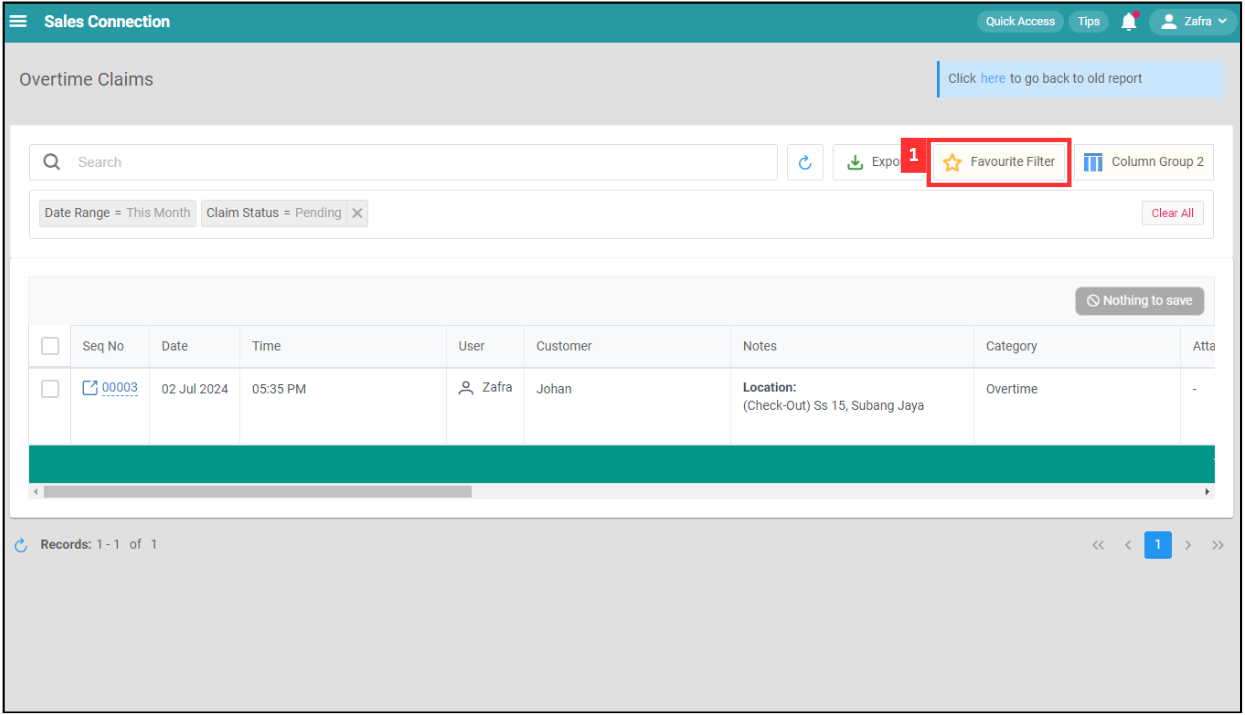 Sales Connection
Quick Access
Tips
Zafra
Overtime Claims
Click here to go back to old report
Search
1
Favourite Filter
Column Group 2
Date Range = This Month
Claim Status = Pending
Clear All
Nothing to save
Seq No Date Time User Customer Notes Category
00003 02 Jul 2024 05:35 PM Zafra Johan Location: Overtime -
(Check-Out) Ss 15, Subang Jaya
Records: 1 - 1 of 1
<< < 1 > >>